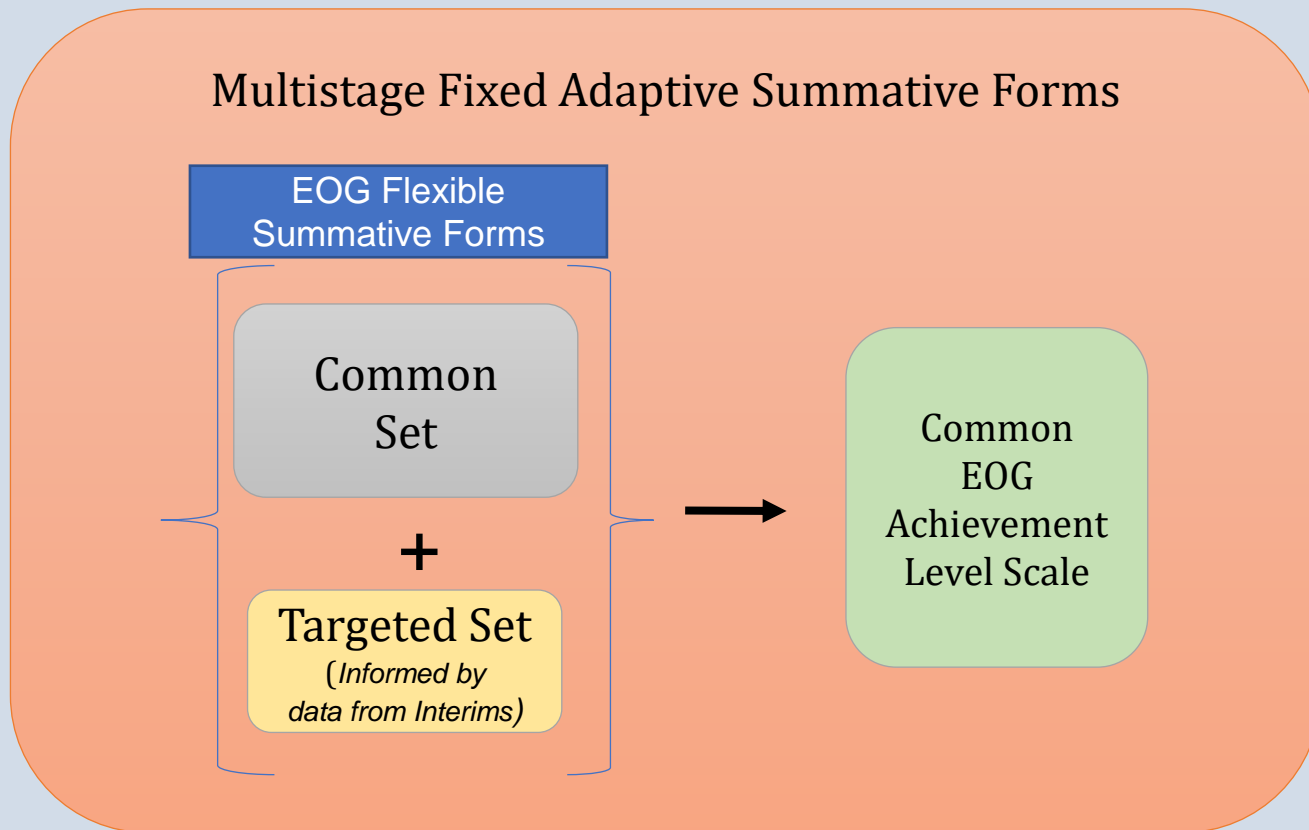 Multistage Fixed Adaptive Summative Forms
EOG Flexible
Summative Forms
Common
Set
+
Targeted Set
(Informed by
data from Interims)
Common
EOG
Achievement
Level Scale